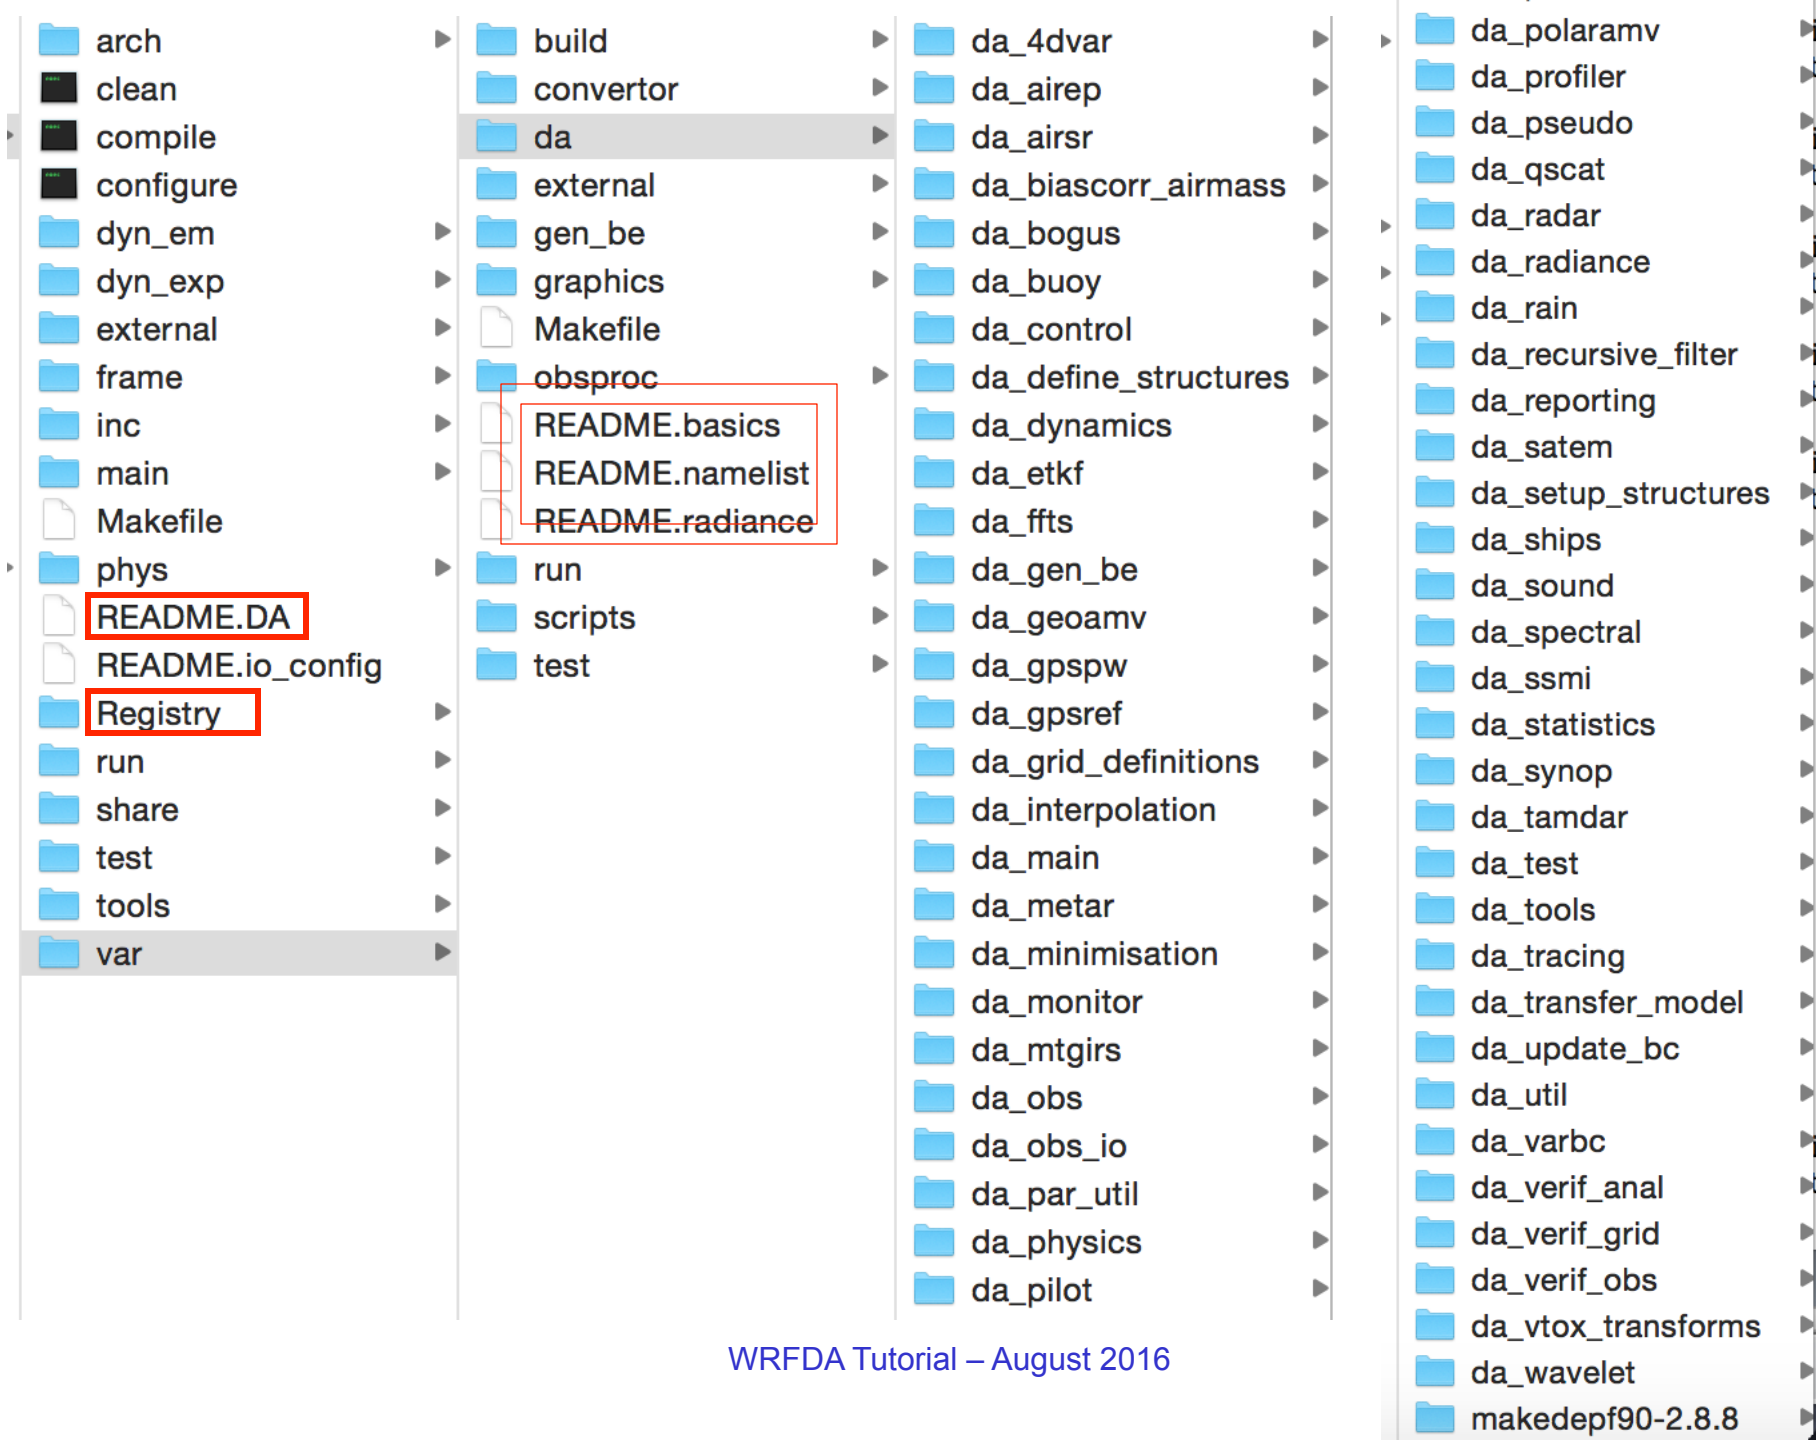 arch
clean
compile
configure
dyn_em
dyn_exp
external
frame
inc
main
Makefile
phys
README.DA
README.io_config
Registry
run
share
test
tools
var
build
convertor
da
external
gen_be
graphics
Makefile
obsproc
README.basics
README.namelist
README.radiance
run
scripts
test
da_4dvar
da_airep
da_airsr
da_biascorr_airmass
da_bogus
da_buoy
da_control
da_define_structures
da_dynamics
da_etkf
da_ffts
da_gen_be
da_geoamv
da_gpspw
da_gpsref
da_grid_definitions
da_interpolation
da_main
da_metar
da_minimisation
da_monitor
da_mtgirs
da_obs
da_obs_io
da_par_util
da_physics
da_pilot
da_polaramv
da_profiler
da_pseudo
da_qscat
da_radar
da_radiance
da_rain
da_recursive_filter
da_reporting
da_satem
da_setup_structures
da_ships
da_sound
da_spectral
da_ssmi
da_statistics
da_synop
da_tamdar
da_test
da_tools
da_tracing
da_transfer_model
da_update_bc
da_util
da_varbc
da_verif_anal
da_verif_grid
da_verif_obs
da_vtox_transforms
da_wavelet
makedepf90-2.8.8
WRFDA Tutorial – August 2016